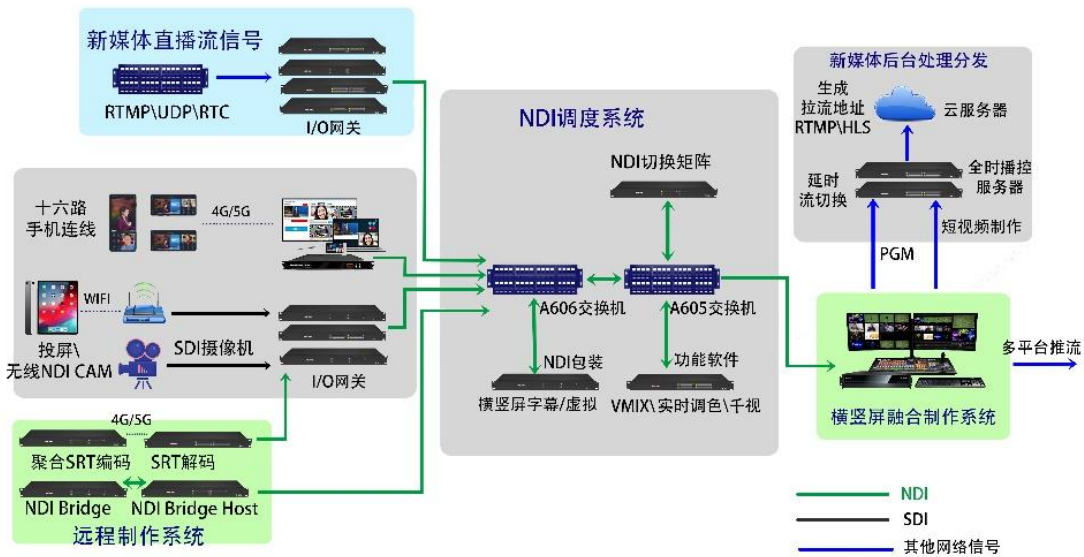 新媒体直播流信号
RTMP\UDP\RTC
I/O网关
十六路
手机连线
4G/5G
WIFI
投屏\
无线NDI CAM
SDI摄像机
I/O网关
4G/5G
聚合SRT编码
SRT解码
NDI Bridge
NDI Bridge Host
远程制作系统
NDI调度系统
NDI切换矩阵
A606交换机
A605交换机
NDI包装
横竖屏字幕/虚拟
功能软件
VMIX\实时调色\千视
新媒体后台处理分发
生成
拉流地址
RTMP\HLS
云服务器
延时
流切换
全时播控
服务器
短视频制作
PGM
多平台推流
横竖屏融合制作系统
NDI
SDI
其他网络信号